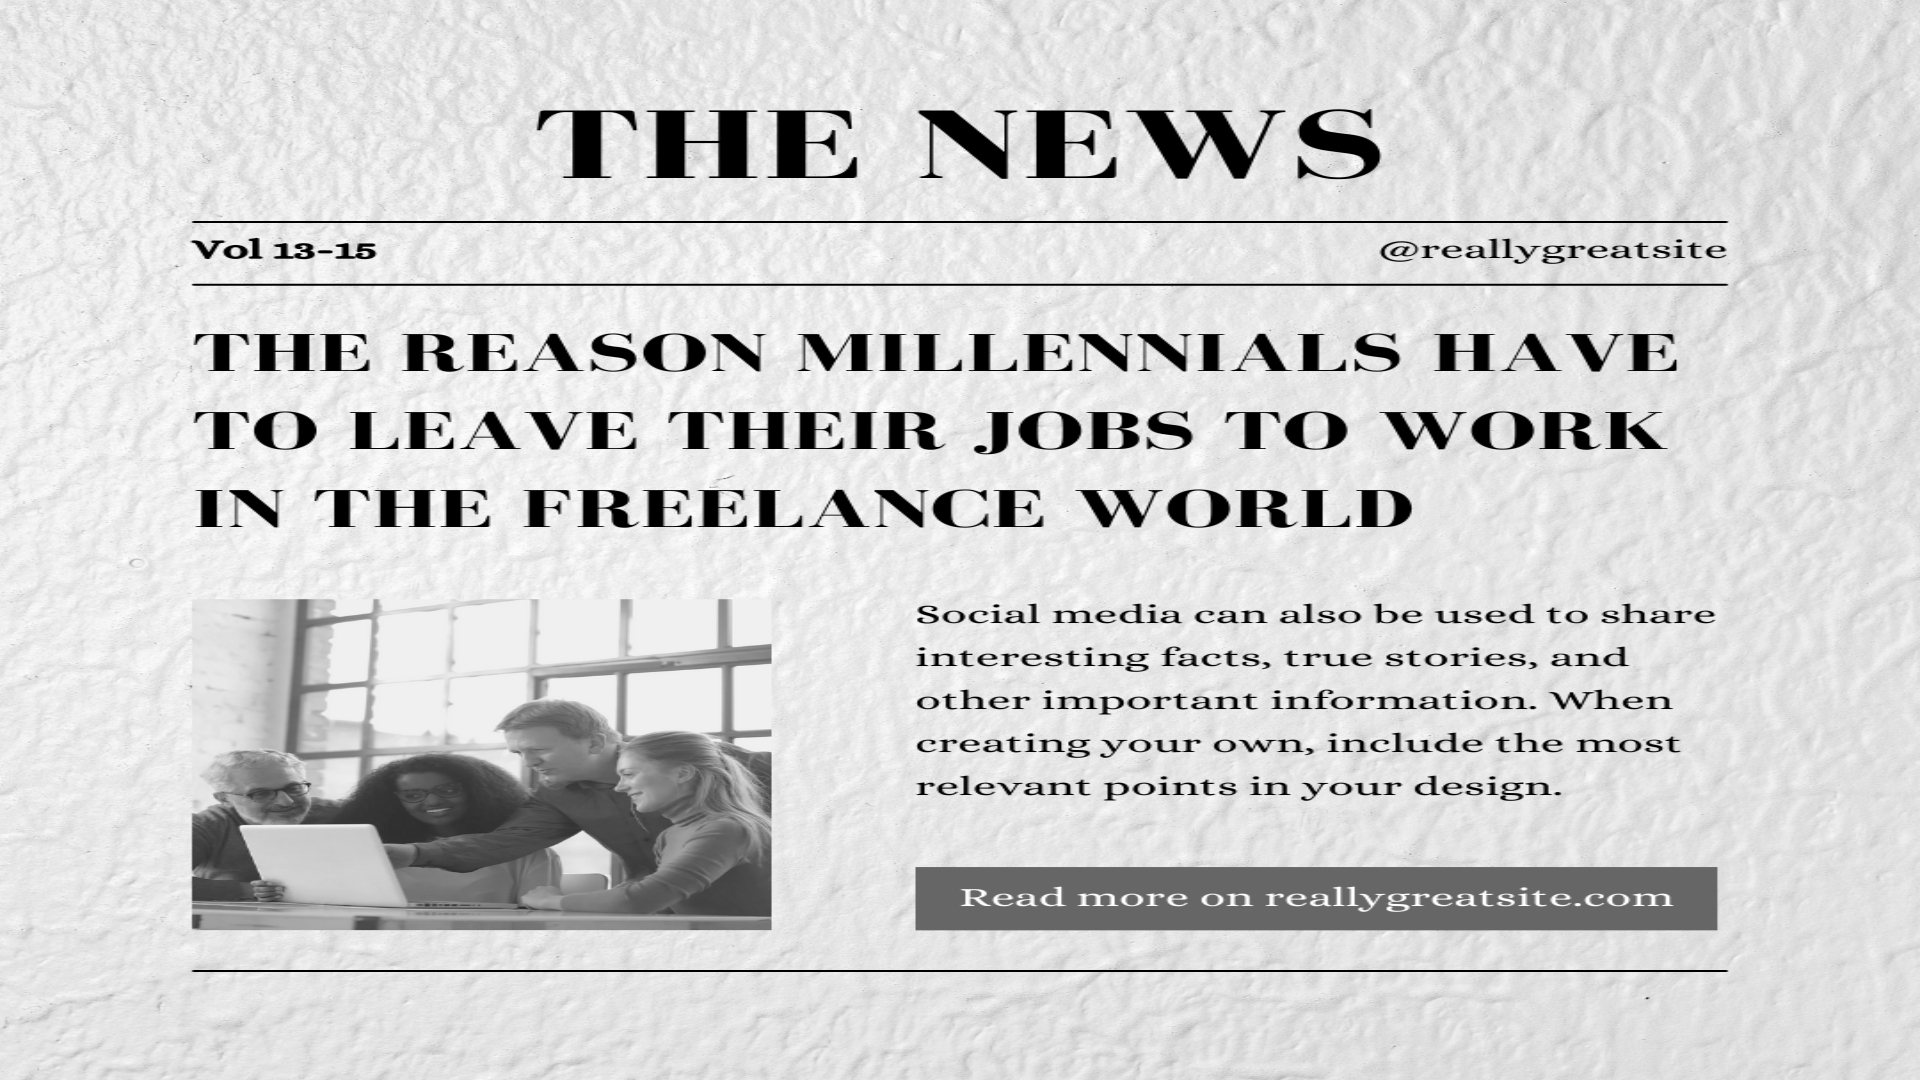 THE NEWS
Vol 13-15
@reallygreatsite
THE REASON MILLENNIALS HAVE
TO LEAVE THEIR JOBS TO WORK
IN THE FREELANCE WORLD
Social media can also be used to share
interesting facts, true stories, and
other important information. When
creating your own, include the most
relevant points in your design.
Read more on reallygreatsite.com